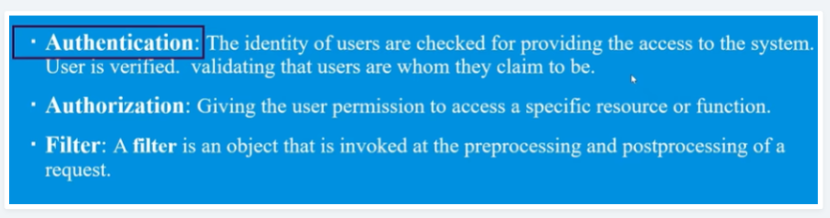 · Authentication: The identity of users are checked for providing the access to the system.
User is verified.  validating that users are whom they claim to be.
· Authorization: Giving the user permission to access a specific resource or function.
· Filter: A filter is an object that is invoked at the preprocessing and postprocessing of a
request.